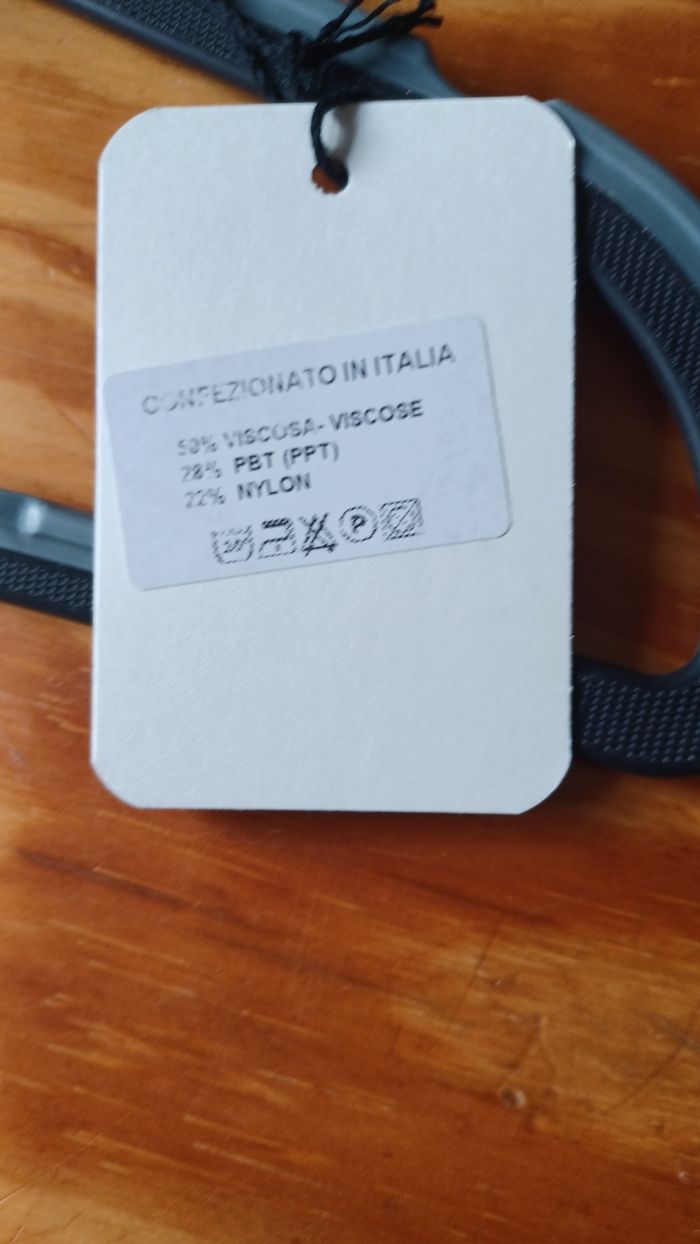 CONFEZIONATO IN ITALIA
50% VISCOSA- VISCOSE
28% PBT (PPT)
22% NYLON
P